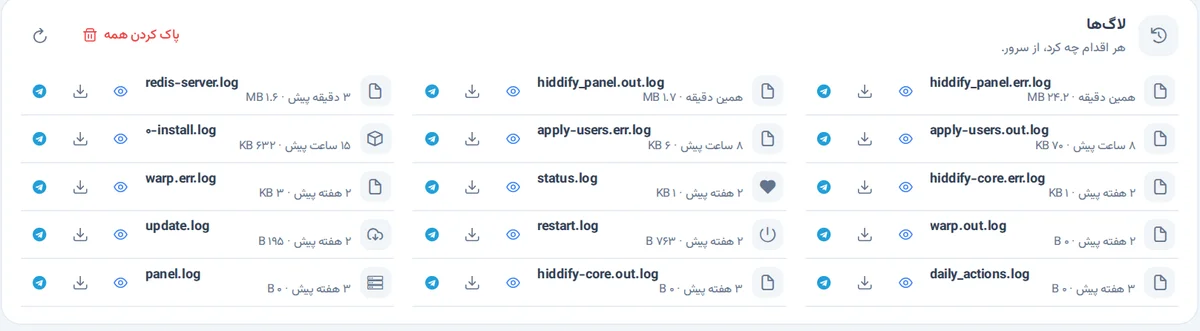 لاگ‌ها
هر اقدام چه کرد، از سرور.
پاک کردن همه
hiddify_panel.err.log
همین دقیقه · ۲۴.۲ MB
hiddify_panel.out.log
همین دقیقه · ۱.۷ MB
redis-server.log
۳ دقیقه پیش · ۱.۶ MB
apply-users.out.log
۸ ساعت پیش · ۷۰ KB
apply-users.err.log
۸ ساعت پیش · ۶ KB
۰-install.log
۱۵ ساعت پیش · ۶۳۲ KB
hiddify-core.err.log
۲ هفته پیش · ۱ KB
status.log
۲ هفته پیش · ۱ KB
warp.err.log
۲ هفته پیش · ۳ KB
warp.out.log
۲ هفته پیش · ۰ B
restart.log
۲ هفته پیش · ۷۶۳ B
update.log
۲ هفته پیش · ۱۹۵ B
daily_actions.log
۳ هفته پیش · ۰ B
hiddify-core.out.log
۳ هفته پیش · ۰ B
panel.log
۳ هفته پیش · ۰ B